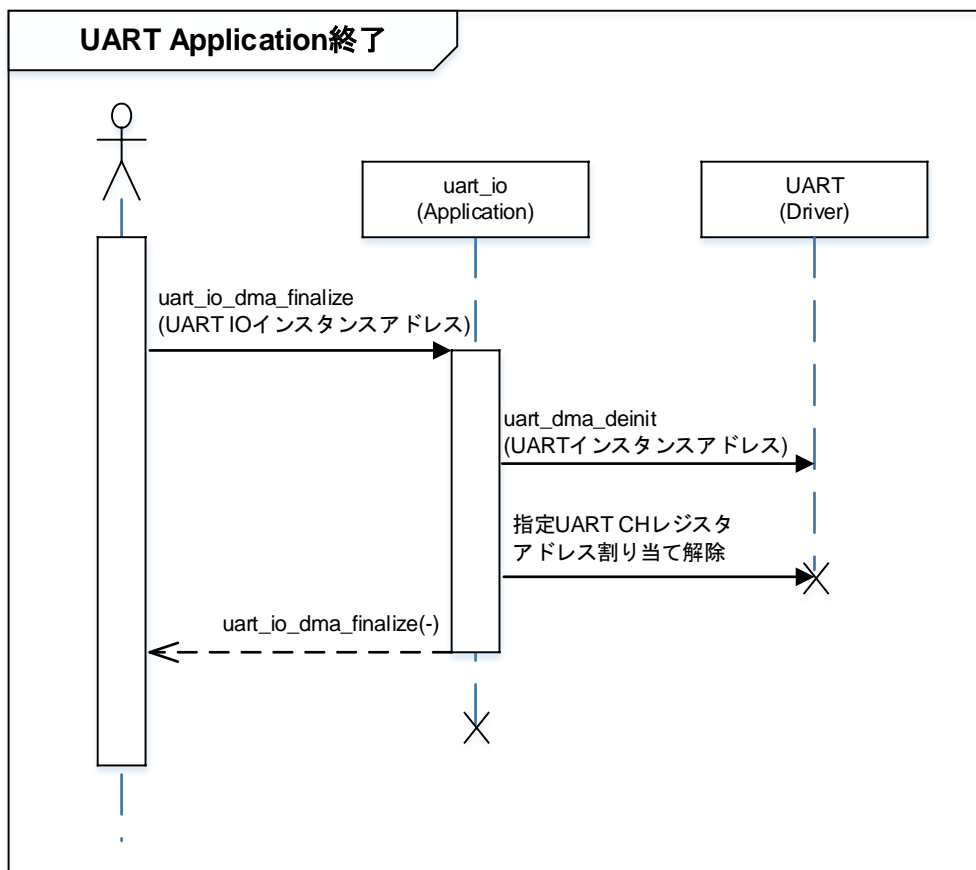 UART Application終了
uart_io
(Application)
UART
(Driver)
uart_io_dma_finalize
(UART IOインスタンスアドレス)
uart_dma_deinit
(UARTインスタンスアドレス)
指定UART CHレジスタ
アドレス割り当て解除
uart_io_dma_finalize(-)